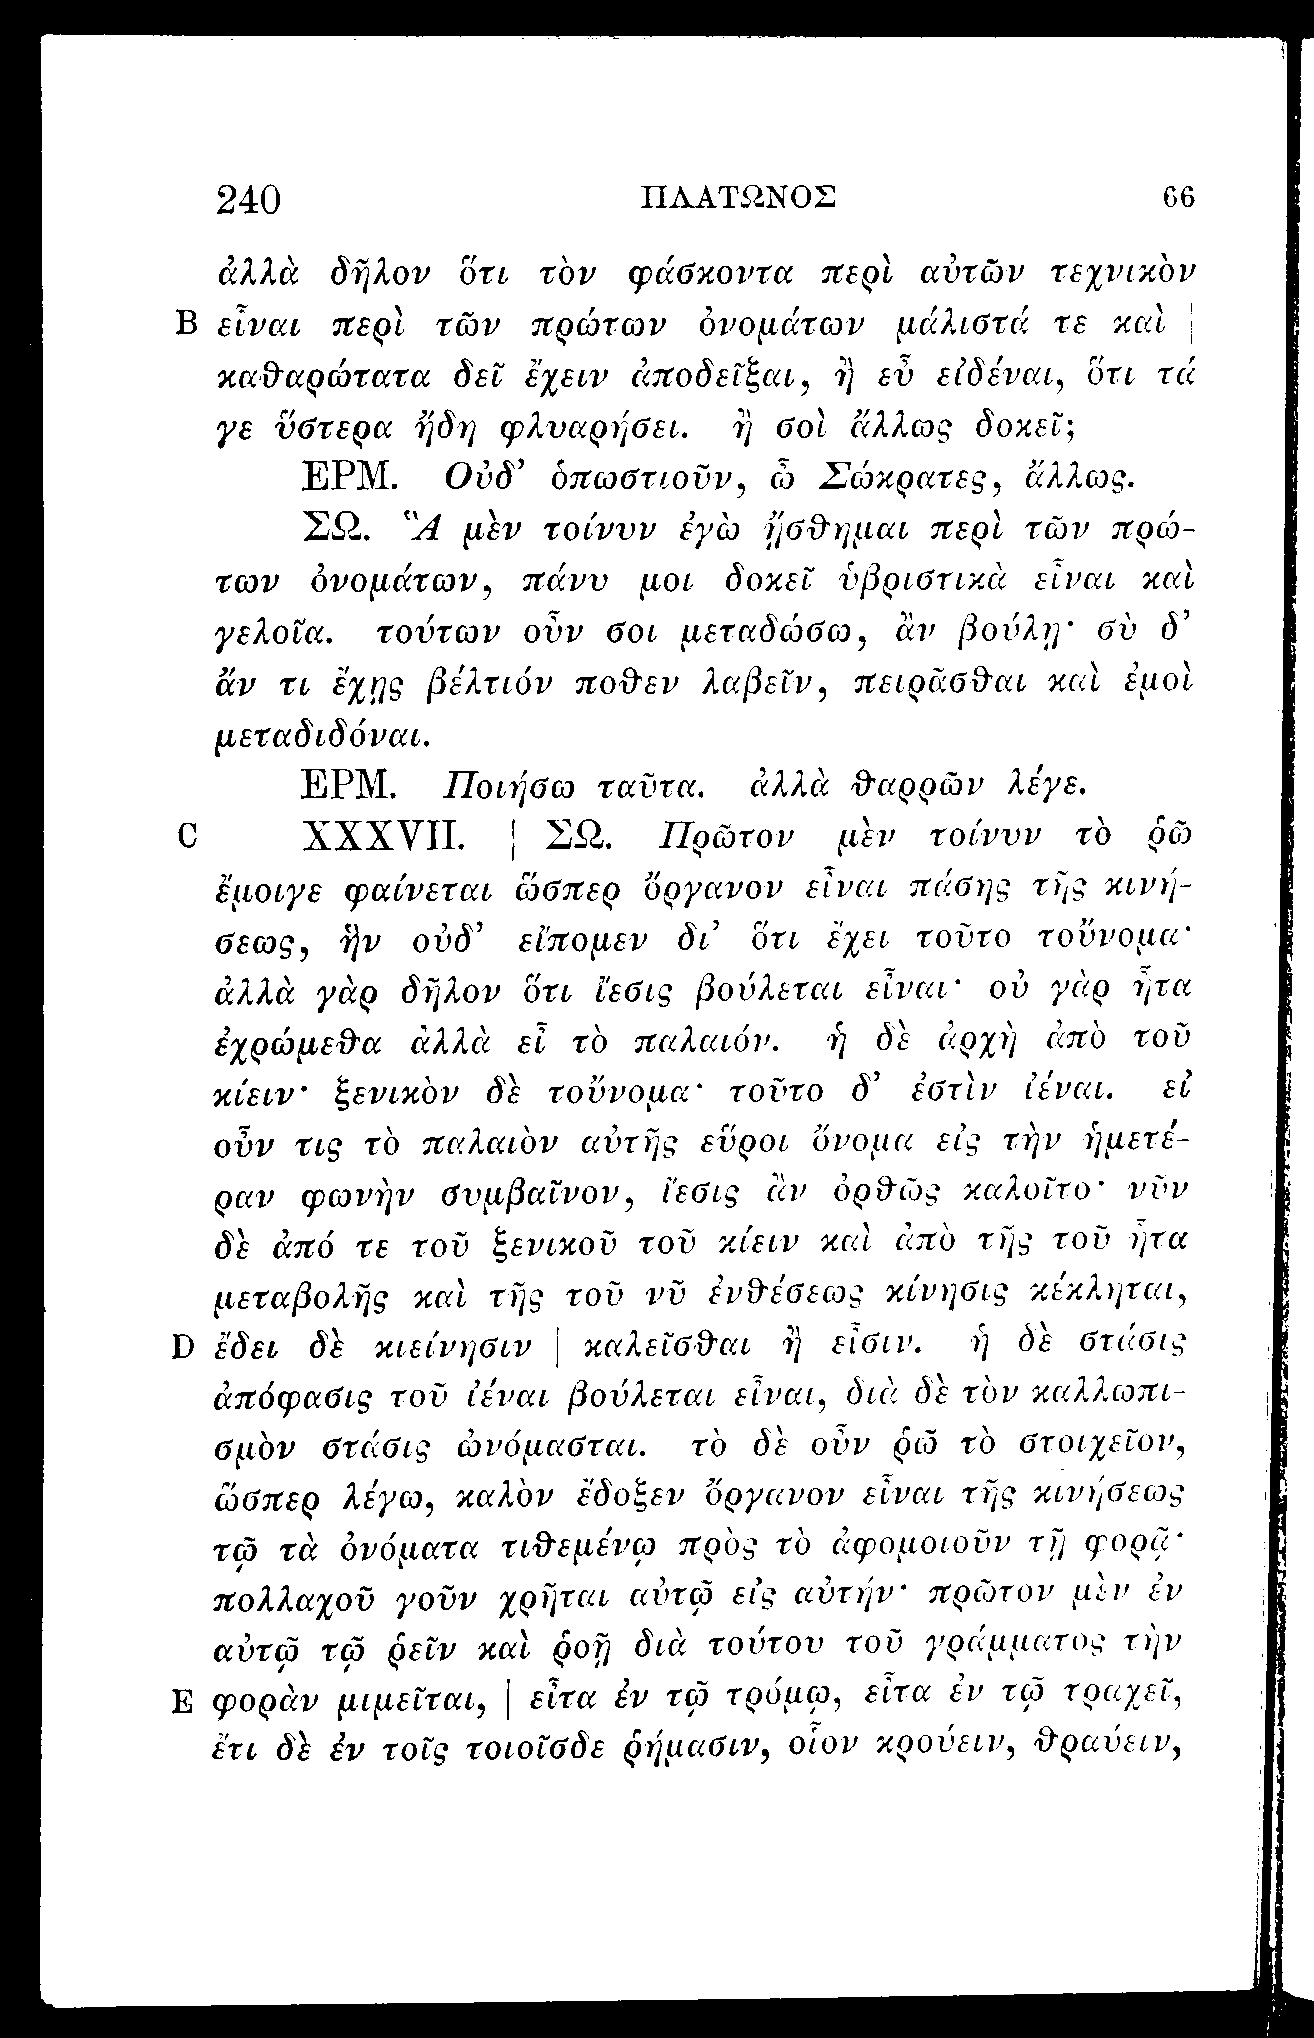 240 ΠΛΑΤΩΝΟΣ 66
ἀλλὰ δῆλον ὅτι τὸν φάσκοντα περὶ αὐτῶν τεχνικὸν
B εἶναι περὶ τῶν πρώτων ὀνομάτων μάλιστά τε καὶ |
καθαρώτατα δεῖ ἔχειν ἀποδεῖξαι, ἢ εὖ εἰδέναι, ὅτι τά
γε ὕστερα ἤδη φλυαρήσει. ἢ σοὶ ἄλλως δοκεῖ;
ΕΡΜ. Οὐδ’ ὁπωστιοῦν, ὦ Σώκρατες, ἄλλως.
ΣΩ. Ἃ μὲν τοίνυν ἐγὼ ᾔσθημαι περὶ τῶν πρώ-
των ὀνομάτων, πάνυ μοι δοκεῖ ὑβριστικὰ εἶναι καὶ
γελοῖα. τούτων οὖν σοι μεταδώσω, ἂν βούλῃ· σὺ δ’
ἄν τι ἔχῃς βέλτιόν ποθεν λαβεῖν, πειρᾶσθαι καὶ ἐμοὶ
μεταδιδόναι.
ΕΡΜ. Ποιήσω ταῦτα. ἀλλὰ θαρρῶν λέγε.
C XXXVII. | ΣΩ. Πρῶτον μὲν τοίνυν τὸ ῥῶ
ἔμοιγε φαίνεται ὥσπερ ὄργανον εἶναι πάσης τῆς κινή-
σεως, ἣν οὐδ’ εἴπομεν δι’ ὅτι ἔχει τοῦτο τοὔνομα·
ἀλλὰ γὰρ δῆλον ὅτι ἵεσις βούλεται εἶναι· οὐ γὰρ ἦτα
ἐχρώμεθα ἀλλὰ εἶ τὸ παλαιόν. ἡ δὲ ἀρχὴ ἀπὸ τοῦ
κίειν· ξενικὸν δὲ τοὔνομα· τοῦτο δ’ ἐστὶν ἰέναι. εἰ
οὖν τις τὸ παλαιὸν αὐτῆς εὕροι ὄνομα εἰς τὴν ἡμετέ-
ραν φωνὴν συμβαῖνον, ἵεσις ἂν ὀρθῶς καλοῖτο· νῦν
δὲ ἀπό τε τοῦ ξενικοῦ τοῦ κίειν καὶ ἀπὸ τῆς τοῦ ἦτα
μεταβολῆς καὶ τῆς τοῦ νῦ ἐνθέσεως κίνησις κέκληται,
D ἔδει δὲ κιείνησιν | καλεῖσθαι ἢ εἶσιν. ἡ δὲ στάσις
ἀπόφασις τοῦ ἰέναι βούλεται εἶναι, διὰ δὲ τὸν καλλωπι-
σμὸν στάσις ὠνόμασται. τὸ δὲ οὖν ῥῶ τὸ στοιχεῖον,
ὥσπερ λέγω, καλὸν ἔδοξεν ὄργανον εἶναι τῆς κινήσεως
τῷ τὰ ὀνόματα τιθεμένῳ πρὸς τὸ ἀφομοιοῦν τῇ φορᾷ·
πολλαχοῦ γοῦν χρῆται αὐτῷ εἰς αὐτήν· πρῶτον μὲν ἐν
αὐτῷ τῷ ῥεῖν καὶ ῥοῇ διὰ τούτου τοῦ γράμματος τὴν
E φορὰν μιμεῖται, | εἶτα ἐν τῷ τρόμῳ, εἶτα ἐν τῷ τραχεῖ,
ἔτι δὲ ἐν τοῖς τοιοῖσδε ῥήμασιν, οἷον κρούειν, θραύειν,